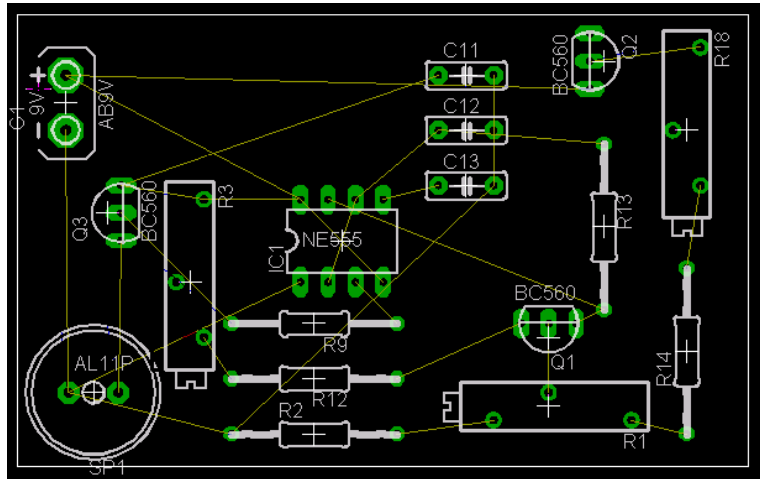 C11
BC560
Q2
R18
+
9V
G1
AB9V
C12
C13
Q3
BC560
R3
NE555
IC1
R13
BC560
Q1
R9
AL11P
R12
R14
R2
R1
SP1